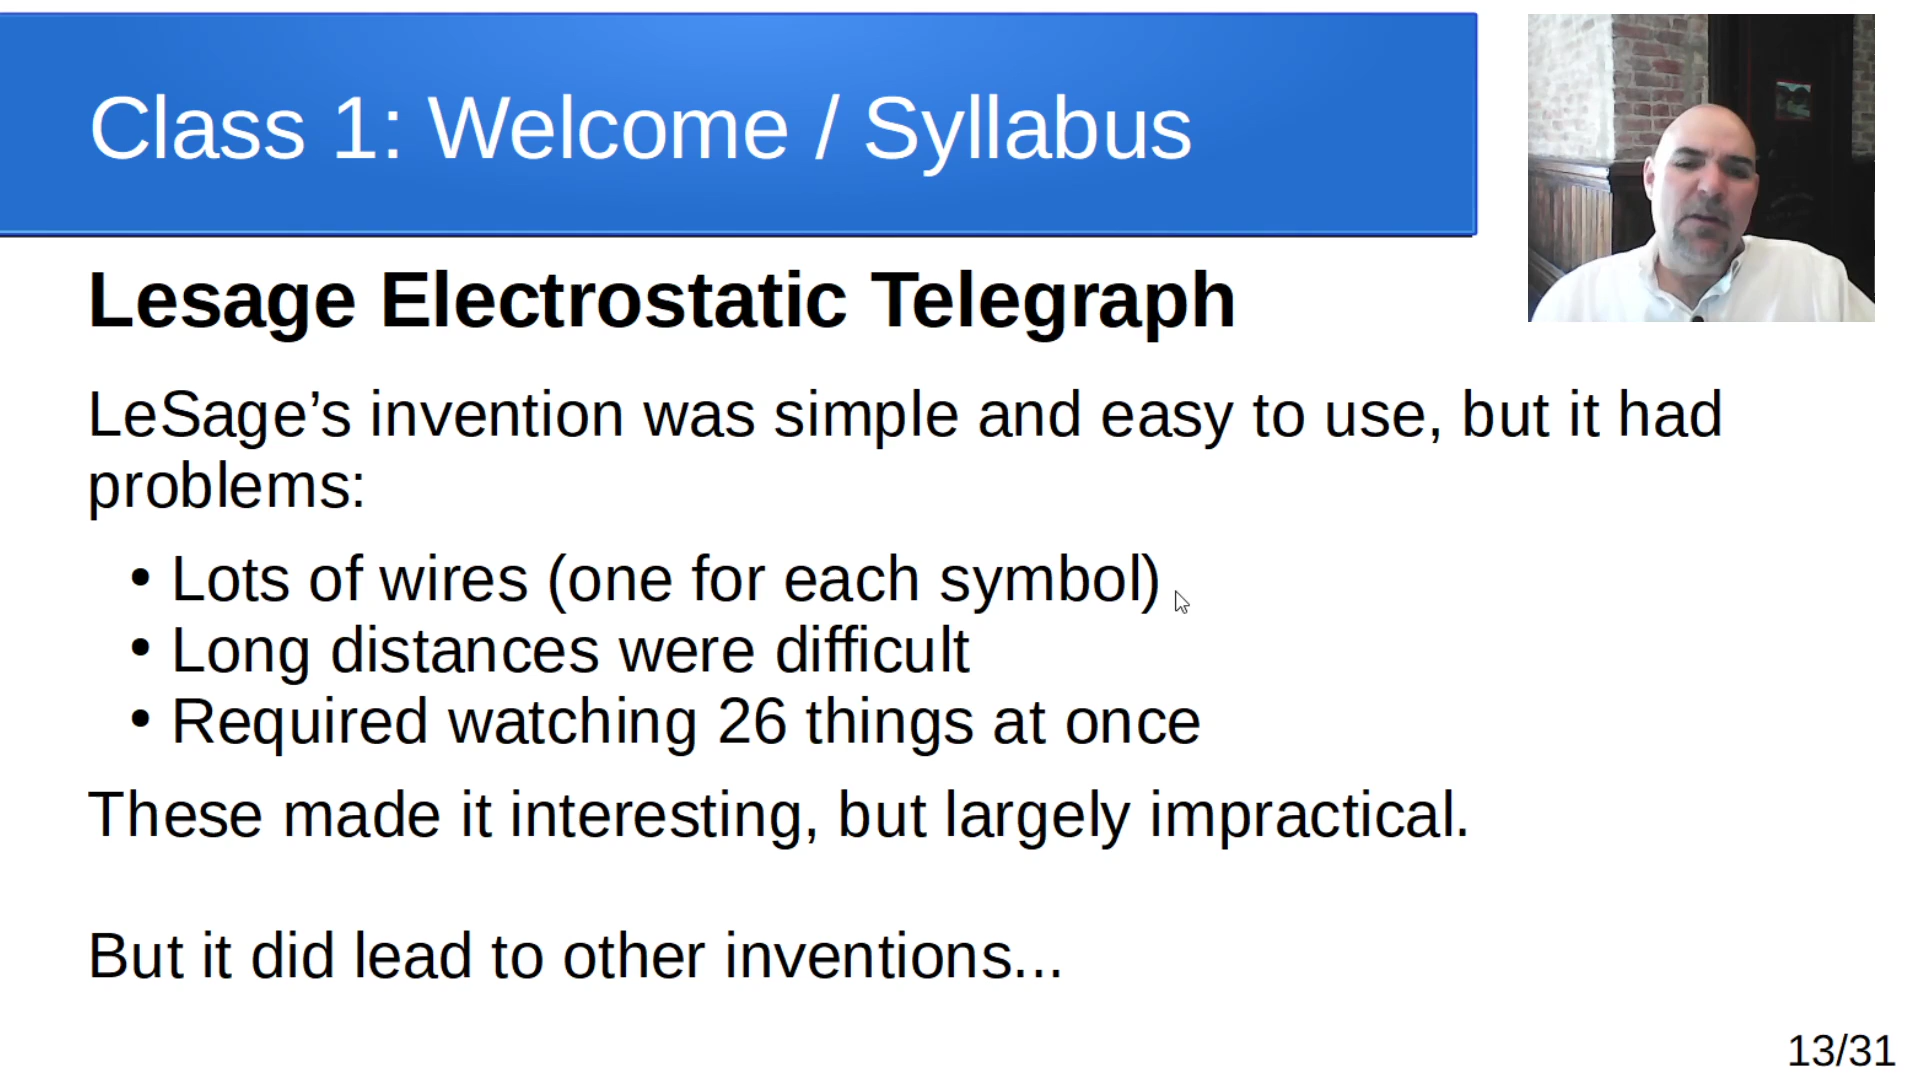 Class 1: Welcome / Syllabus
Lesage Electrostatic Telegraph
LeSage’s invention was simple and easy to use, but it had
problems:
• Lots of wires (one for each symbol)
• Long distances were difficult
• Required watching 26 things at once
These made it interesting, but largely impractical.
But it did lead to other inventions...
13/31